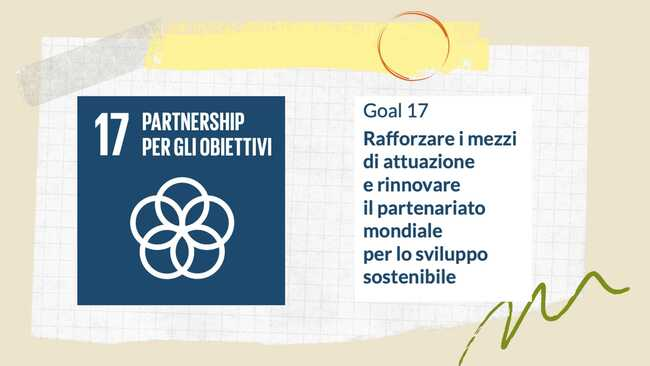 17 PARTNERSHIP
PER GLI OBIETTIVI
Goal 17
Rafforzare i mezzi
di attuazione
e rinnovare
il partenariato
mondiale
per lo sviluppo
sostenibile